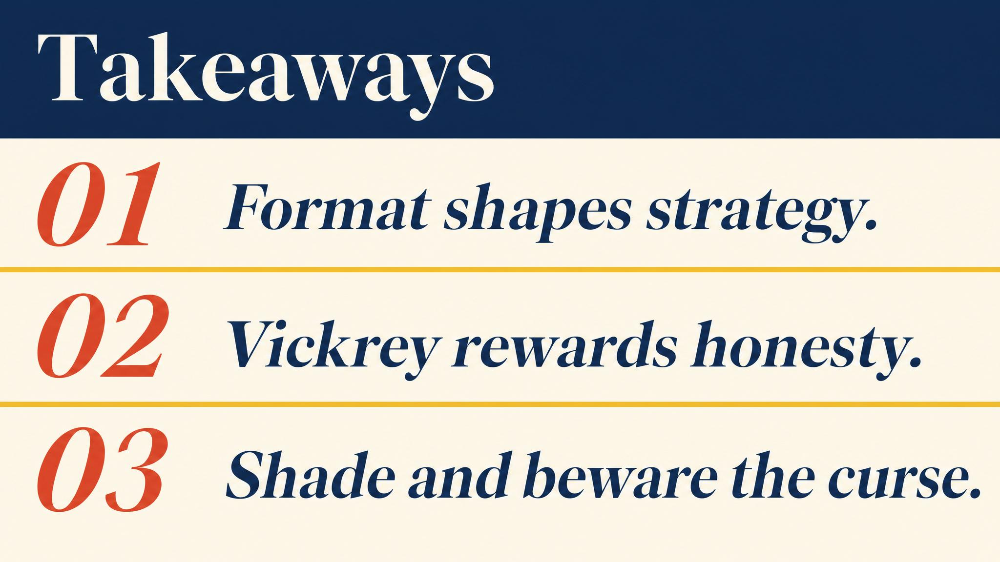 Takeaways
01 Format shapes strategy.
02 Vickrey rewards honesty.
03 Shade and beware the curse.